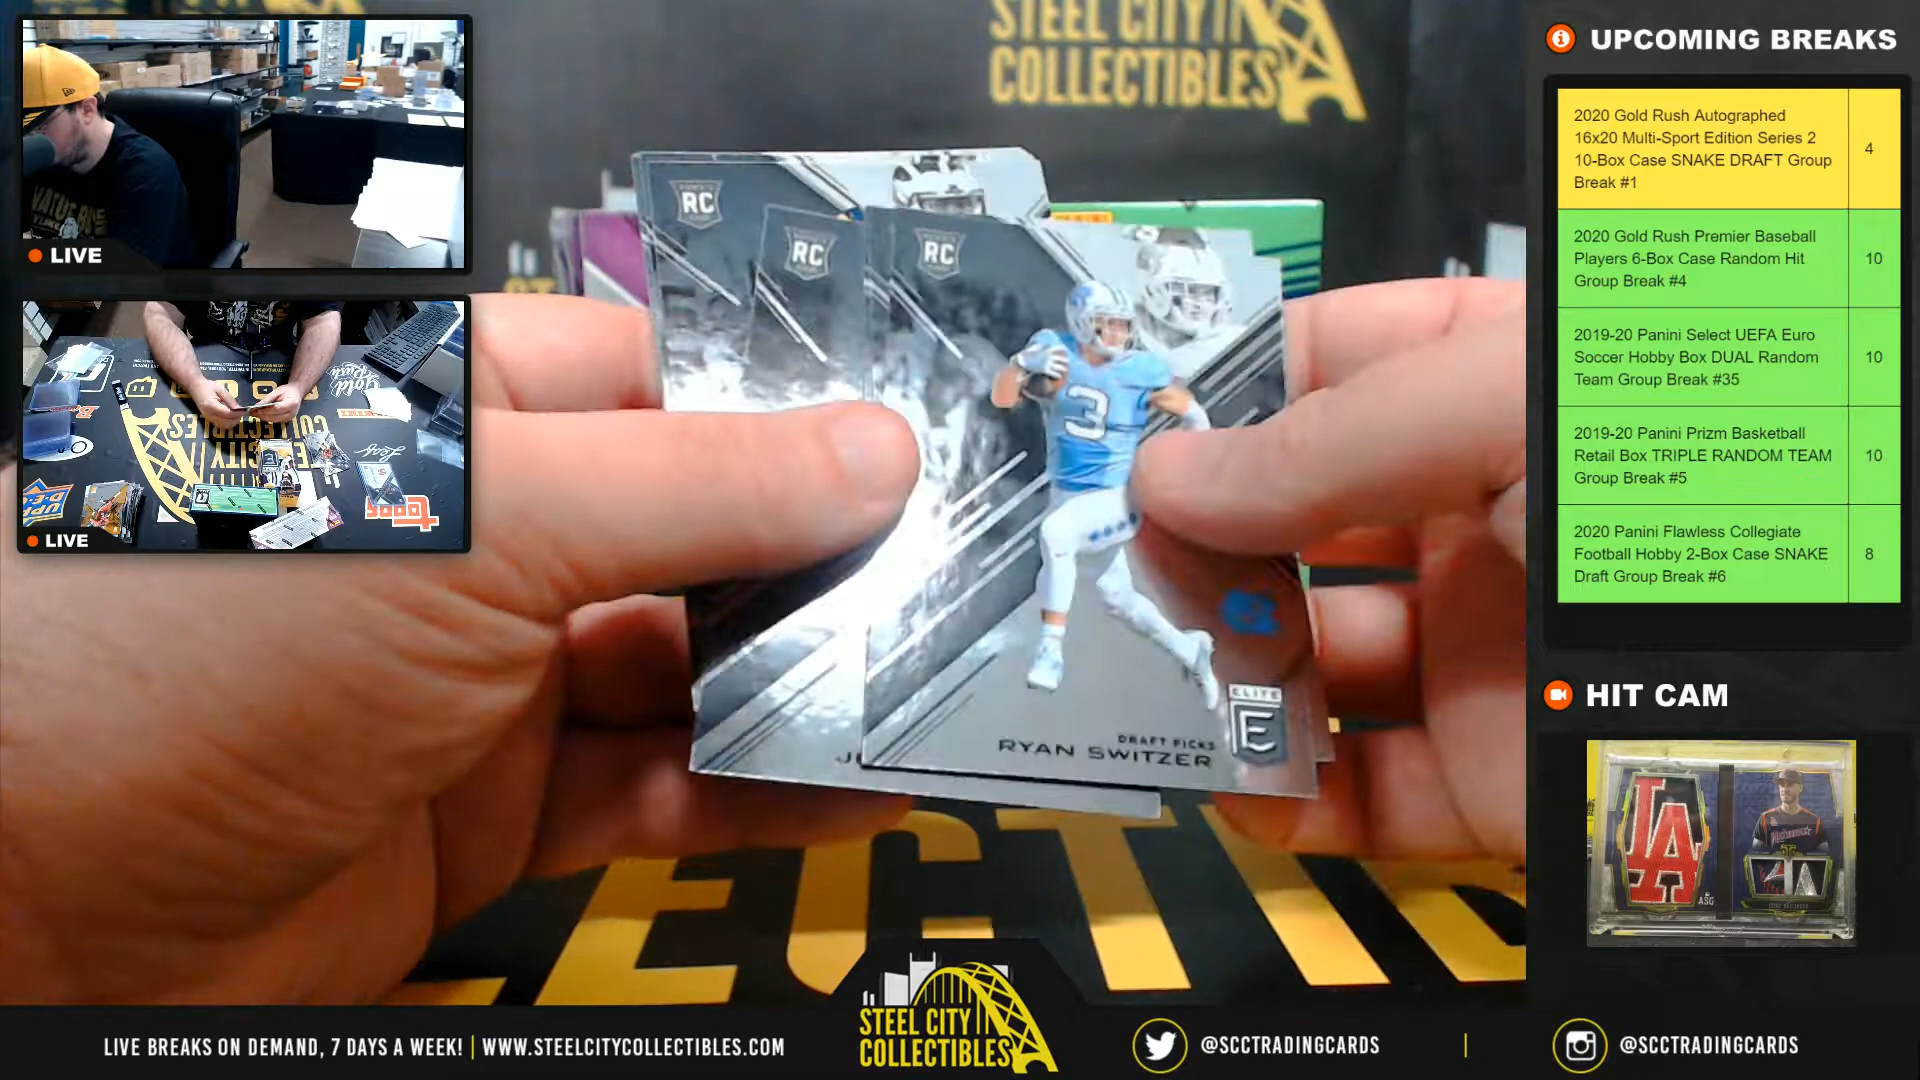 LIVE
LIVE
STEEL CITY
COLLECTIBLES
RC
RC
RC
3
DRAFT PICKS
RYAN SWITZER
ELITE
E
UPCOMING BREAKS
2020 Gold Rush Autographed
16x20 Multi-Sport Edition Series 2
10-Box Case SNAKE DRAFT Group
Break #1
4
2020 Gold Rush Premier Baseball
Players 6-Box Case Random Hit
Group Break #4
10
2019-20 Panini Select UEFA Euro
Soccer Hobby Box DUAL Random
Team Group Break #35
10
2019-20 Panini Prizm Basketball
Retail Box TRIPLE RANDOM TEAM
Group Break #5
10
2020 Panini Flawless Collegiate
Football Hobby 2-Box Case SNAKE
Draft Group Break #6
8
HIT CAM
LA
ASG
LIVE BREAKS ON DEMAND, 7 DAYS A WEEK! | WWW.STEELCITYCOLLECTIBLES.COM
STEEL CITY
COLLECTIBLES
@SCCTRADINGCARDS
@SCCTRADINGCARDS